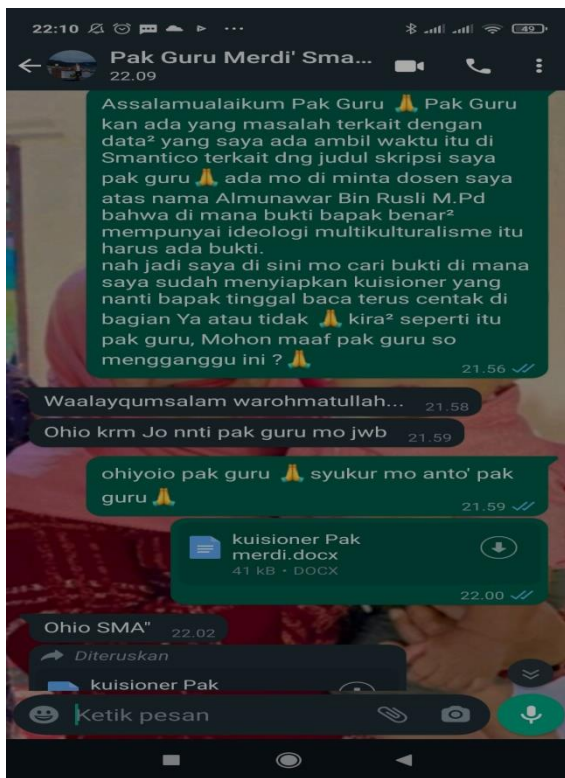 22:10
49
Pak Guru Merdi' Sma...
22.09
Assalamualaikum Pak Guru 🙏 Pak Guru
kan ada yang masalah terkait dengan
data² yang saya ada ambil waktu itu di
Smantico terkait dng judul skripsi saya
pak guru 🙏 ada mo di minta dosen saya
atas nama Almunawar Bin Rusli M.Pd
bahwa di mana bukti bapak benar²
mempunyai ideologi multikulturalisme itu
harus ada bukti.
nah jadi saya di sini mo cari bukti di mana
saya sudah menyiapkan kuisioner yang
nanti bapak tinggal baca terus centak di
bagian Ya atau tidak 🙏 kira² seperti itu
pak guru, Mohon maaf pak guru so
mengganggu ini ? 🙏
21.56
Waalayqumsalam warohmatullah... 21.58
Ohio krm Jo nnti pak guru mo jwb 21.59
ohiyoio pak guru 🙏 syukur mo anto' pak
guru 🙏
21.59
kuisioner Pak
merdi.docx
41 kB • DOCX
22.00
Ohio SMA" 22.02
Diteruskan
kuisioner Pak
Ketik pesan